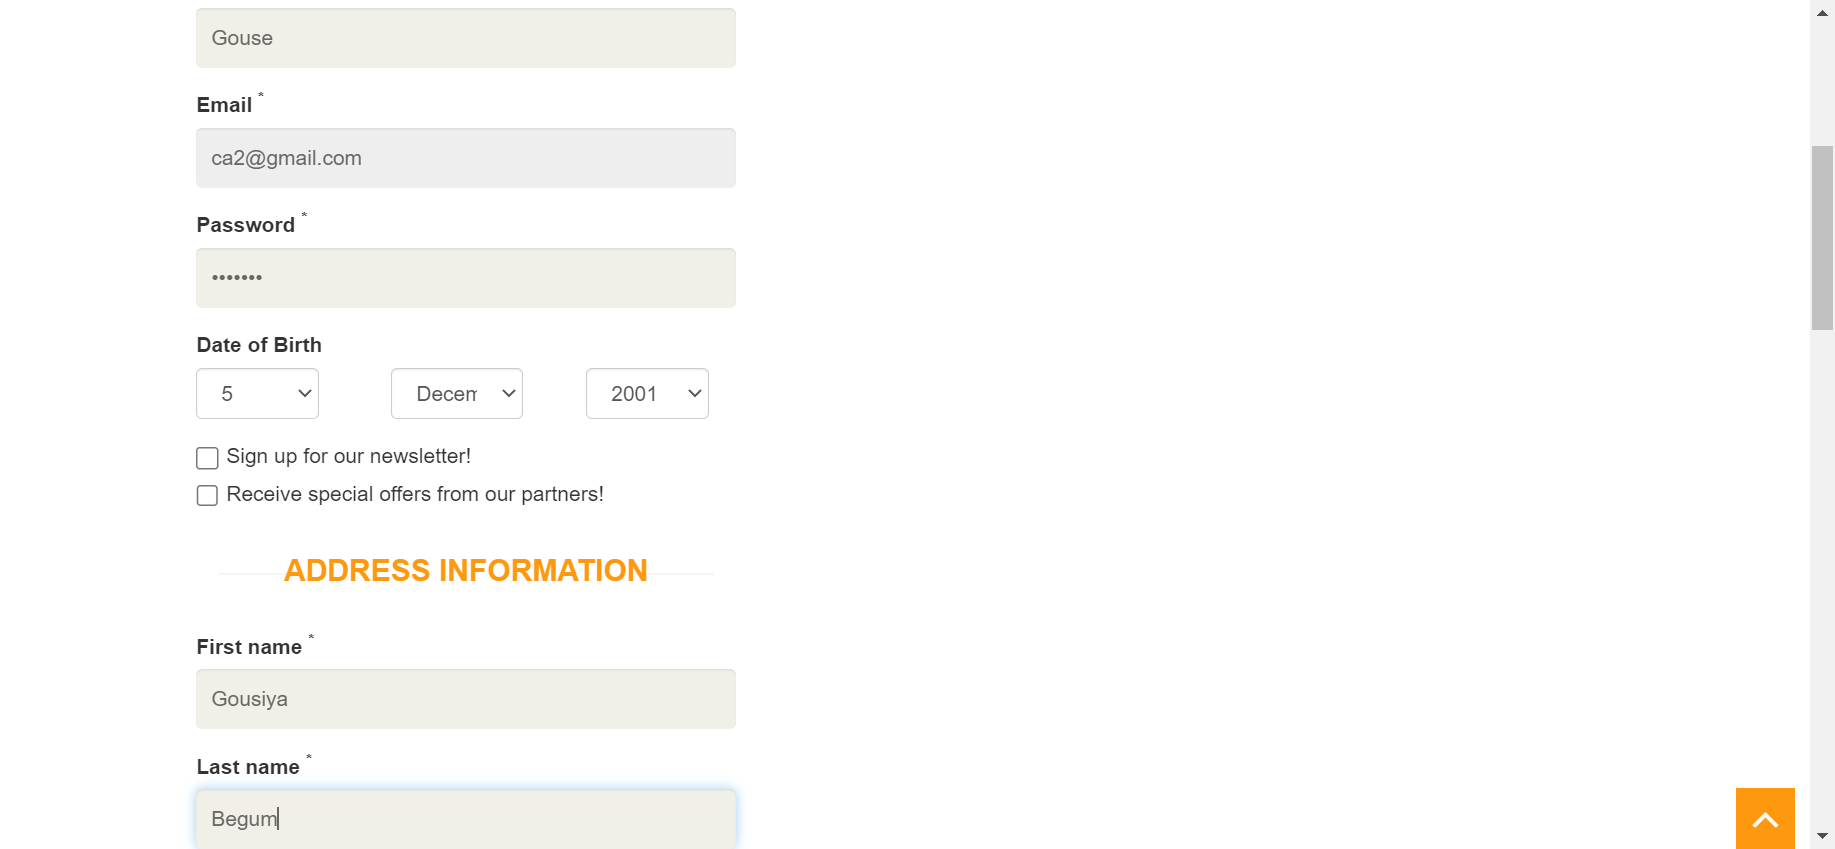 Gouse
Email *
ca2@gmail.com
Password *
•••••••
Date of Birth
5 Decem 2001
Sign up for our newsletter!
Receive special offers from our partners!
ADDRESS INFORMATION
First name *
Gousiya
Last name *
Begum